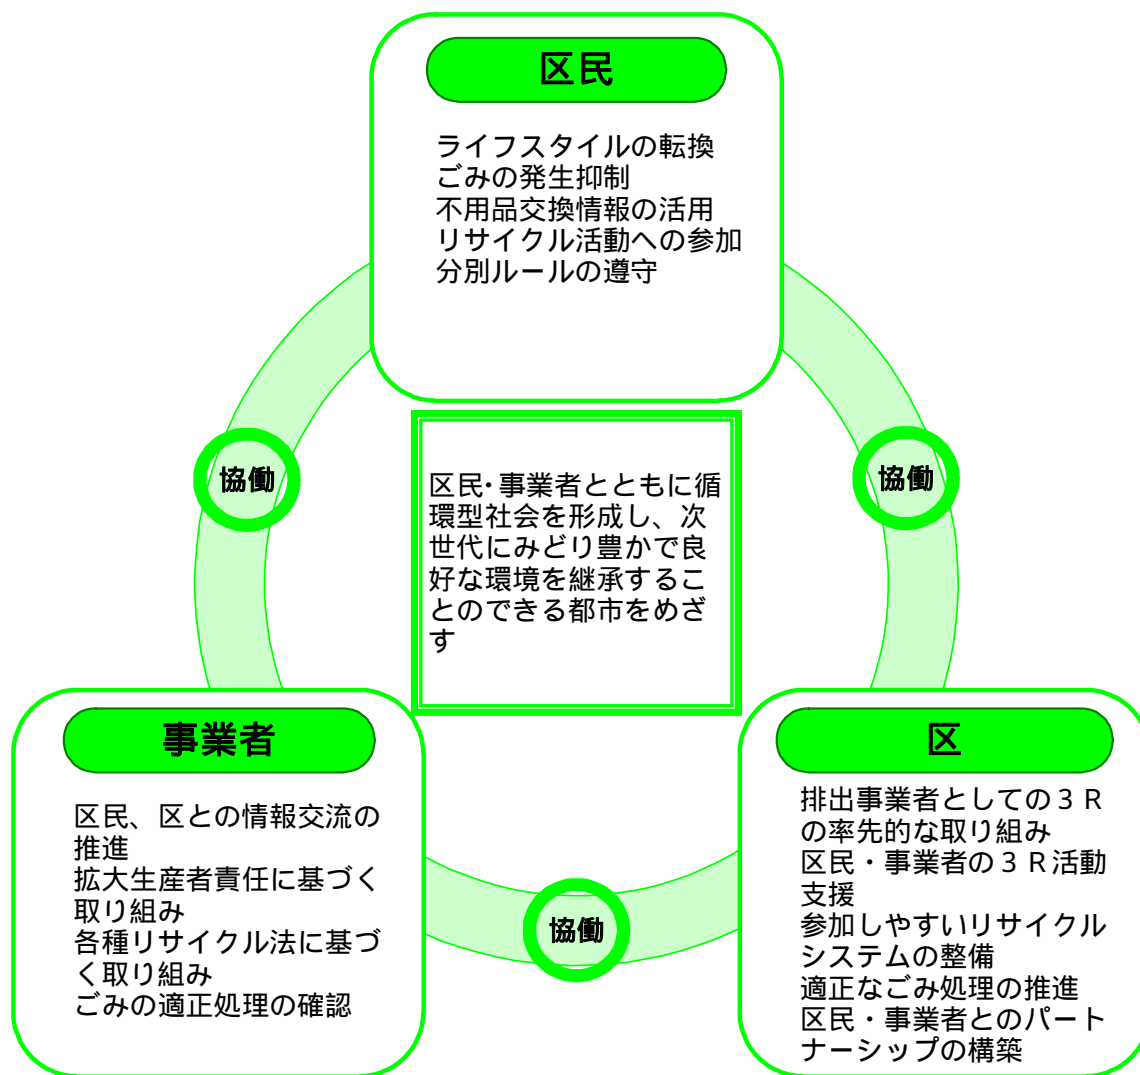 区民
ライフスタイルの転換
ごみの発生抑制
不用品交換情報の活用
リサイクル活動への参加
分別ルールの遵守
協働
協働
区民・事業者とともに循
環型社会を形成し、次
世代にみどり豊かで良
好な環境を継承するこ
とのできる都市をめざ
す
事業者
区民、区との情報交流の
推進
拡大生産者責任に基づく
取り組み
各種リサイクル法に基づ
く取り組み
ごみの適正処理の確認
協働
区
排出事業者としての３Ｒ
の率先的な取り組み
区民・事業者の３Ｒ活動
支援
参加しやすいリサイクル
システムの整備
適正なごみ処理の推進
区民・事業者とのパート
ナーシップの構築